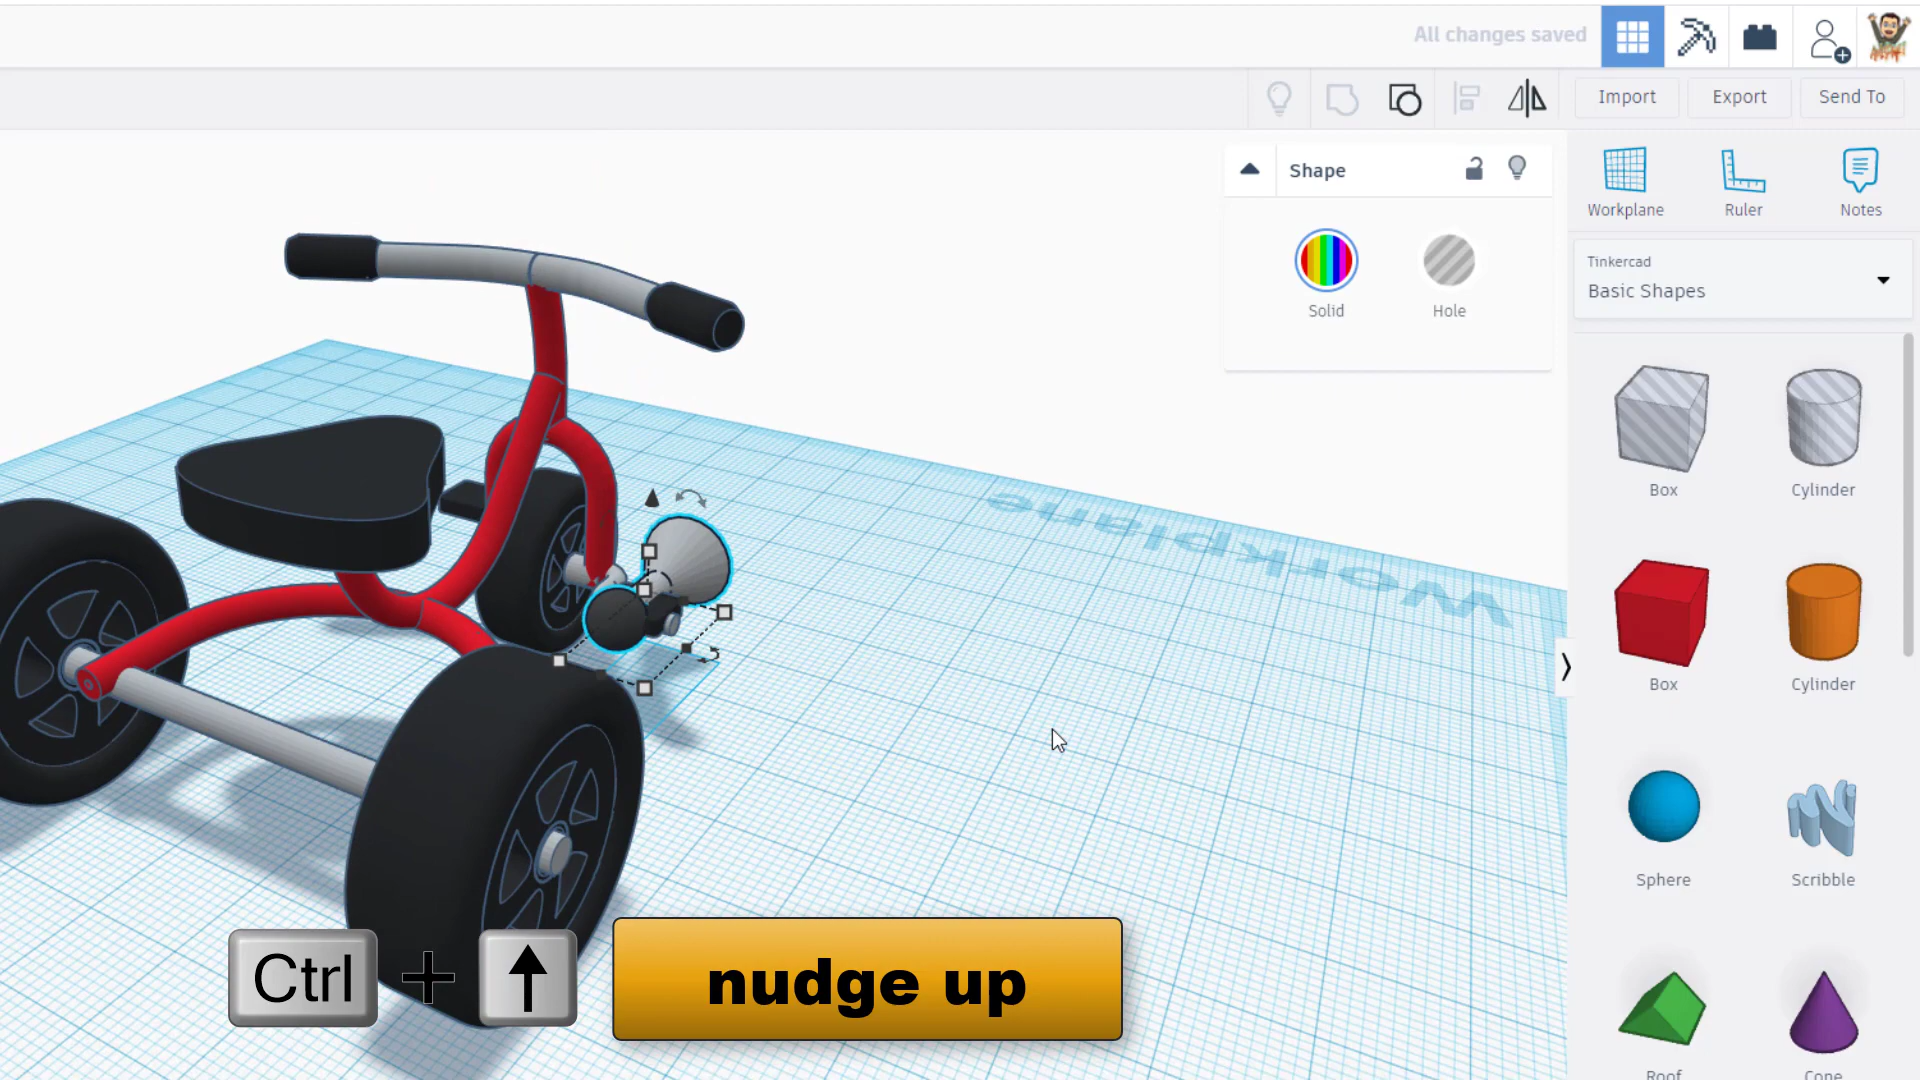 All changes saved
Import
Export
Send To
Shape
Solid
Hole
Workplane
Ruler
Notes
Tinkercad
Basic Shapes
Box
Cylinder
Box
Cylinder
Sphere
Scribble
Roof
Cone
Workplane
Ctrl + ↑
nudge up